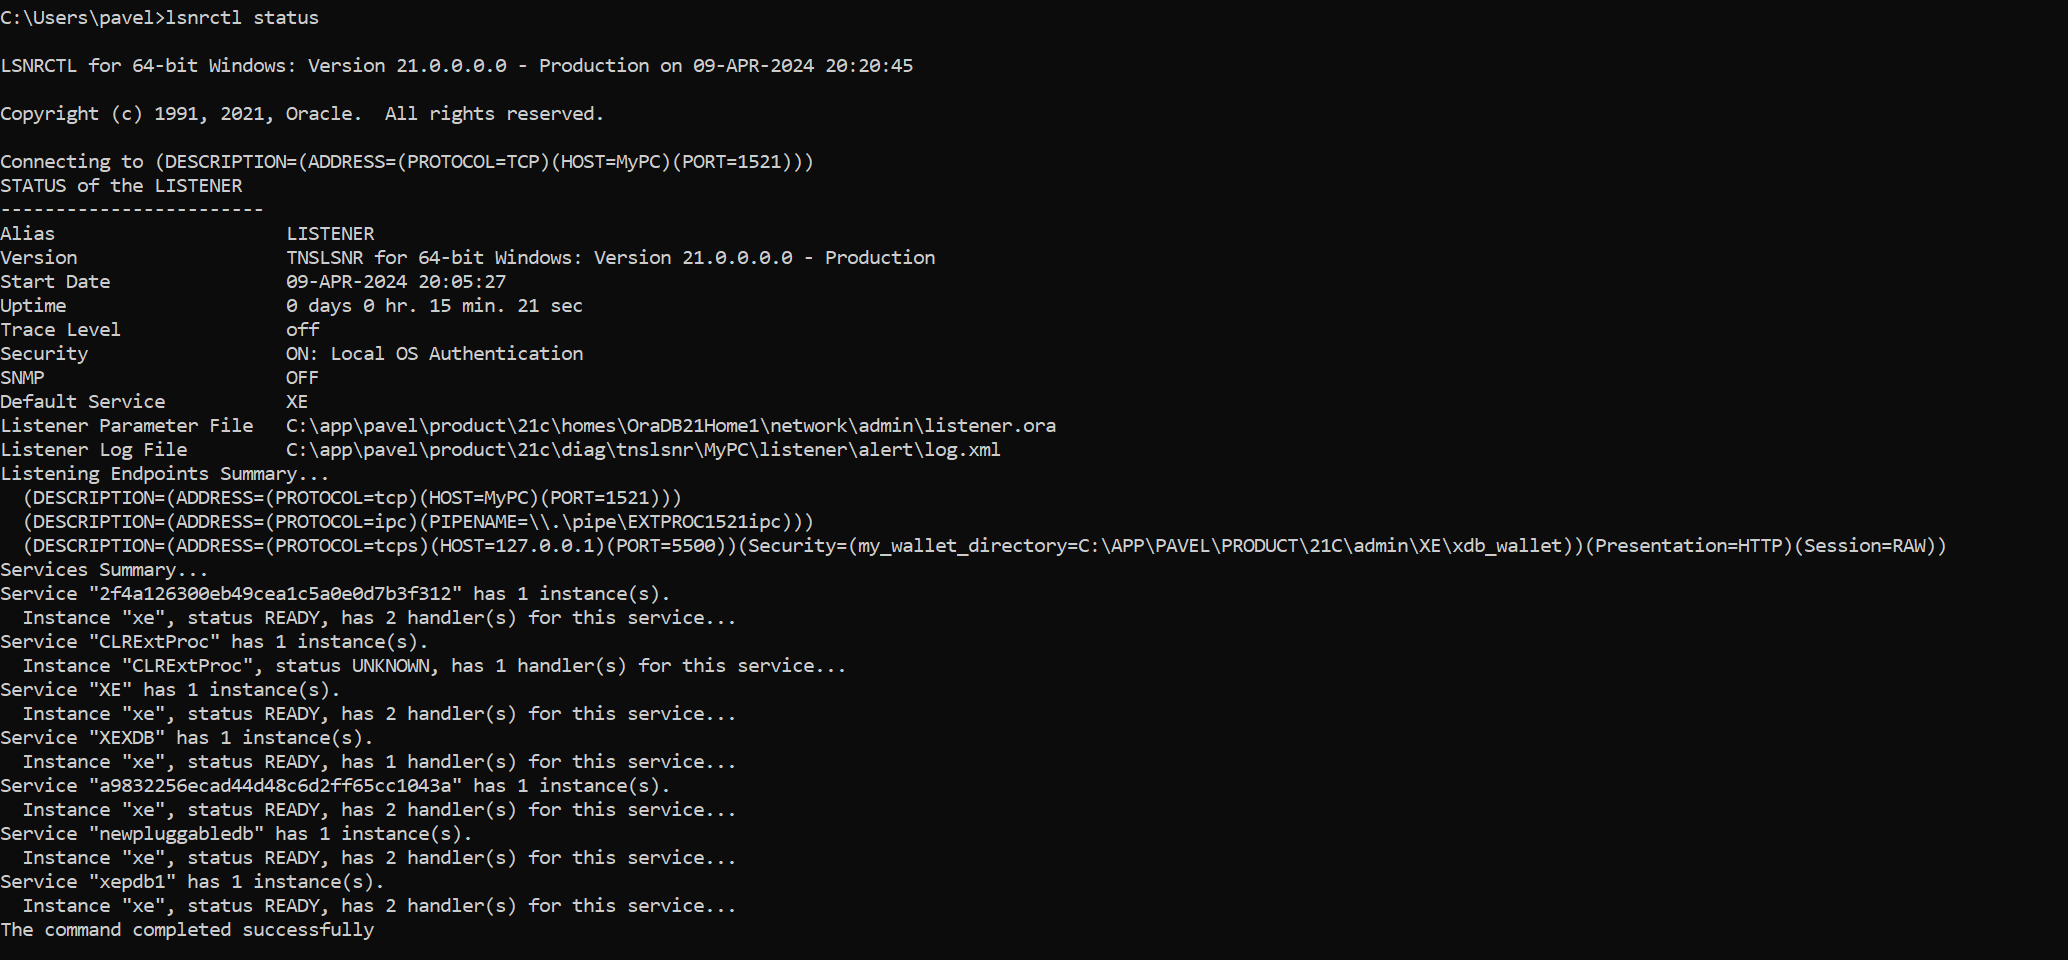 C:\Users\pavel>lsnrctl status
LSNRCTL for 64-bit Windows: Version 21.0.0.0.0 - Production on 09-APR-2024 20:20:45
Copyright (c) 1991, 2021, Oracle.  All rights reserved.
Connecting to (DESCRIPTION=(ADDRESS=(PROTOCOL=TCP)(HOST=MyPC)(PORT=1521)))
STATUS of the LISTENER
------------------------
Alias                     LISTENER
Version                   TNSLSNR for 64-bit Windows: Version 21.0.0.0.0 - Production
Start Date                09-APR-2024 20:05:27
Uptime                    0 days 0 hr. 15 min. 21 sec
Trace Level               off
Security                  ON: Local OS Authentication
SNMP                      OFF
Default Service           XE
Listener Parameter File   C:\app\pavel\product\21c\homes\OraDB21Home1\network\admin\listener.ora
Listener Log File         C:\app\pavel\product\21c\diag\tnslsnr\MyPC\listener\alert\log.xml
Listening Endpoints Summary...
  (DESCRIPTION=(ADDRESS=(PROTOCOL=tcp)(HOST=MyPC)(PORT=1521)))
  (DESCRIPTION=(ADDRESS=(PROTOCOL=ipc)(PIPENAME=\\.\pipe\EXTPROC1521ipc)))
  (DESCRIPTION=(ADDRESS=(PROTOCOL=tcps)(HOST=127.0.0.1)(PORT=5500))(Security=(my_wallet_directory=C:\APP\PAVEL\PRODUCT\21C\admin\XE\xdb_wallet))(Presentation=HTTP)(Session=RAW))
Services Summary...
Service "2f4a126300eb49cea1c5a0e0d7b3f312" has 1 instance(s).
  Instance "xe", status READY, has 2 handler(s) for this service...
Service "CLRExtProc" has 1 instance(s).
  Instance "CLRExtProc", status UNKNOWN, has 1 handler(s) for this service...
Service "XE" has 1 instance(s).
  Instance "xe", status READY, has 2 handler(s) for this service...
Service "XEXDB" has 1 instance(s).
  Instance "xe", status READY, has 1 handler(s) for this service...
Service "a9832256ecad44d48c6d2ff65cc1043a" has 1 instance(s).
  Instance "xe", status READY, has 2 handler(s) for this service...
Service "newpluggabledb" has 1 instance(s).
  Instance "xe", status READY, has 2 handler(s) for this service...
Service "xepdb1" has 1 instance(s).
  Instance "xe", status READY, has 2 handler(s) for this service...
The command completed successfully